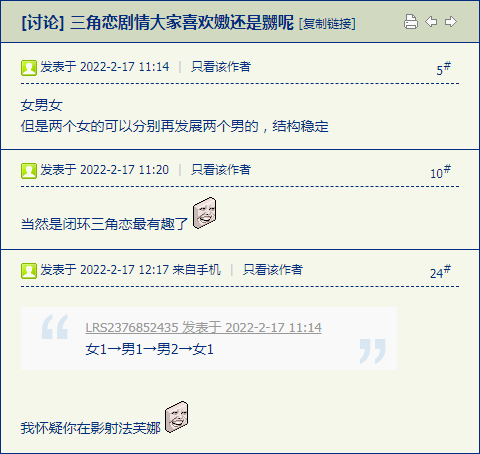 [讨论] 三角恋剧情大家喜欢嫐还是嬲呢 [复制链接]
发表于 2022-2-17 11:14 | 只看该作者 5#
女男女
但是两个女的可以分别再发展两个男的，结构稳定
发表于 2022-2-17 11:20 | 只看该作者 10#
当然是闭环三角恋最有趣了
发表于 2022-2-17 12:17 来自手机 | 只看该作者 24#
LRS2376852435 发表于 2022-2-17 11:14
女1→男1→男2→女1
我怀疑你在影射法芙娜